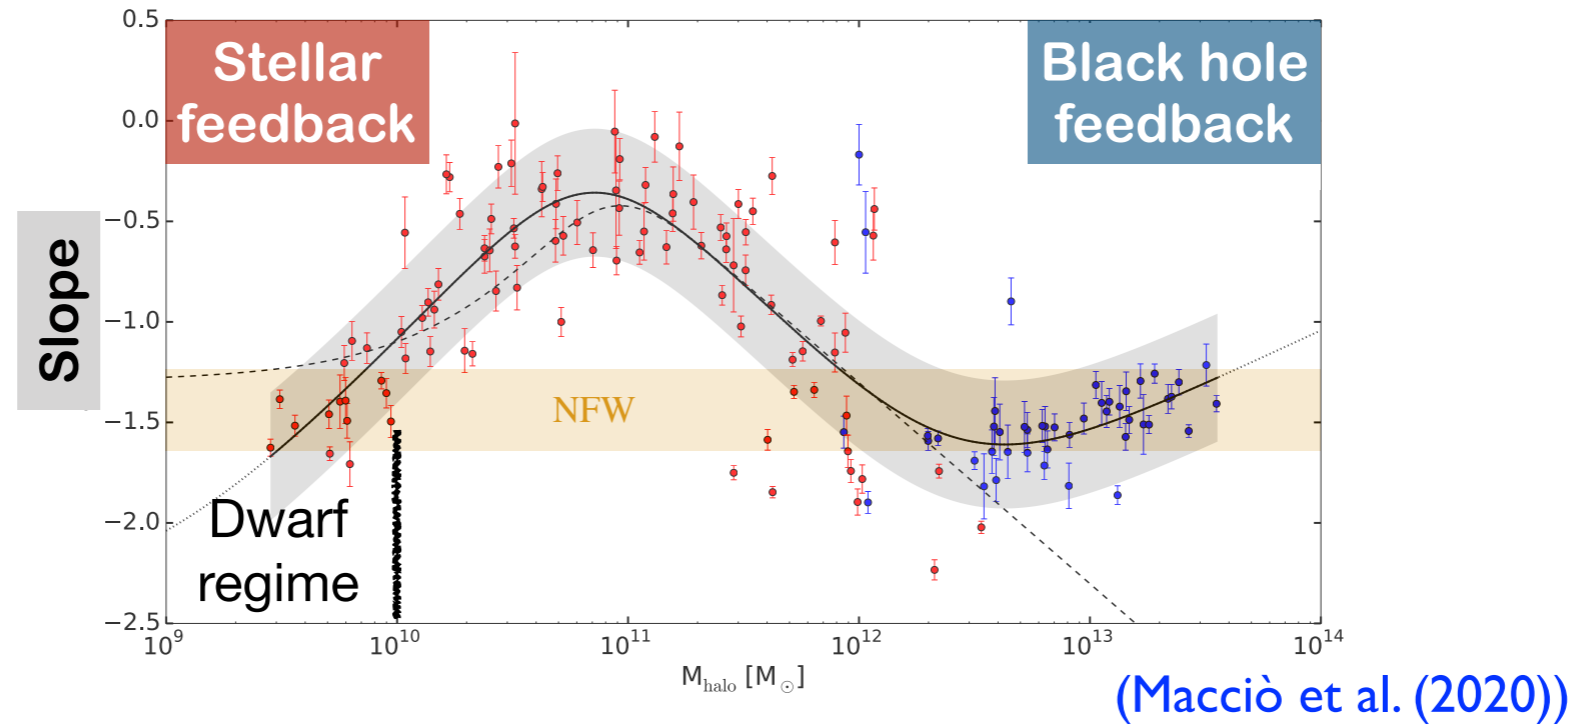 Stellar
feedback
Black hole
feedback
Slope
0.5
0.0
−0.5
−1.0
−1.5
−2.0
−2.5
NFW
Dwarf
regime
10⁹
10¹⁰
10¹¹
10¹²
10¹³
10¹⁴
M_halo [M_⊙]
(Macciò et al. (2020))